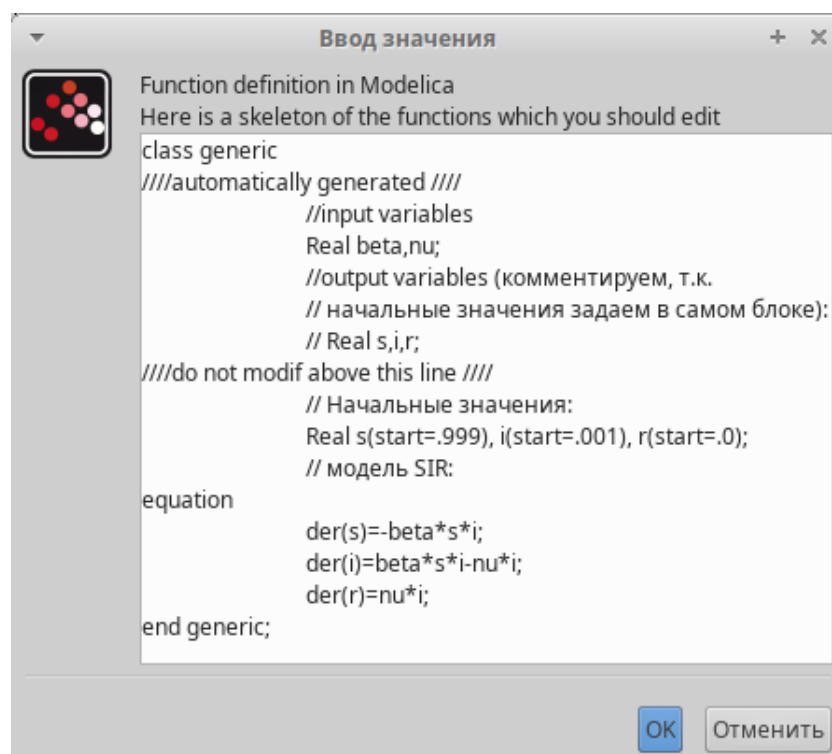 Ввод значения
Function definition in Modelica
Here is a skeleton of the functions which you should edit
class generic
////automatically generated ////
//input variables
Real beta,nu;
//output variables (комментируем, т.к.
// начальные значения задаем в самом блоке):
// Real s,i,r;
////do not modif above this line ////
// Начальные значения:
Real s(start=.999), i(start=.001), r(start=.0);
// модель SIR:
equation
der(s)=-beta*s*i;
der(i)=beta*s*i-nu*i;
der(r)=nu*i;
end generic;
OK
Отменить